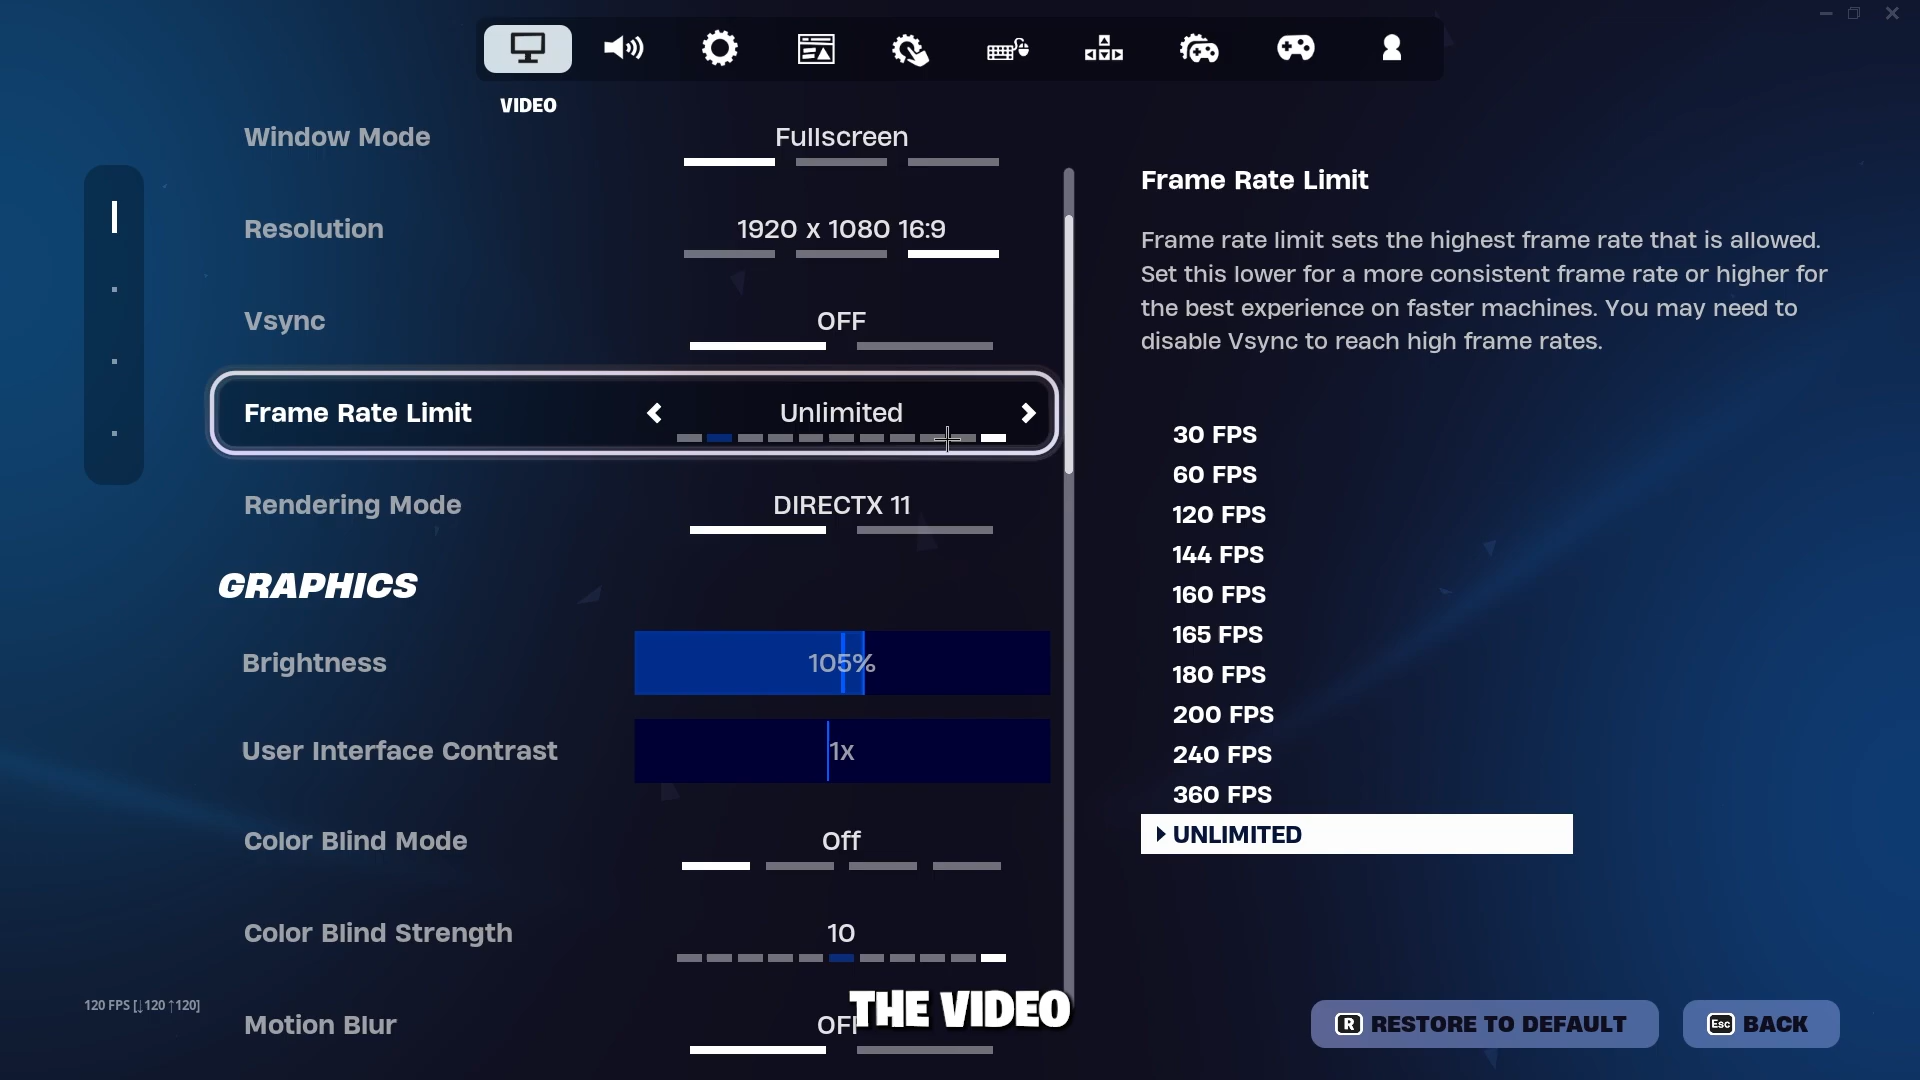 VIDEO
Window Mode
Fullscreen
Resolution
1920 x 1080 16:9
Vsync
OFF
Frame Rate Limit
Unlimited
Rendering Mode
DIRECTX 11
GRAPHICS
Brightness
105%
User Interface Contrast
1x
Color Blind Mode
Off
Color Blind Strength
10
Motion Blur
OFF
THE VIDEO
120 FPS [↓120 ↑120]
Frame Rate Limit
Frame rate limit sets the highest frame rate that is allowed.
Set this lower for a more consistent frame rate or higher for
the best experience on faster machines. You may need to
disable Vsync to reach high frame rates.
30 FPS
60 FPS
120 FPS
144 FPS
160 FPS
165 FPS
180 FPS
200 FPS
240 FPS
360 FPS
UNLIMITED
R RESTORE TO DEFAULT
Esc BACK